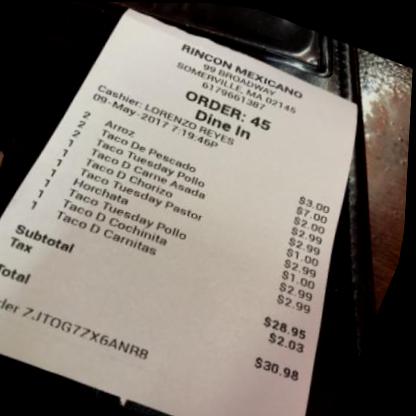 RINCON MEXICANO
99 BROADWAY
SOMERVILLE, MA 02145
6179661387
ORDER: 45
Dine In
Cashier: LORENZO REYES
09-May-2017 7:19:46P
2 Arroz $3.00
2 Taco De Pescado $7.00
2 Taco Tuesday Pollo $2.00
1 Taco D Carne Asada $2.99
1 Taco D Chorizo $2.99
1 Taco Tuesday Pastor $1.00
1 Horchata $2.99
1 Taco Tuesday Pollo $1.00
1 Taco D Cochinita $2.99
1 Taco D Carnitas $2.99
Subtotal $28.95
Tax $2.03
Total $30.98
der ZJTOG7ZX6ANRB